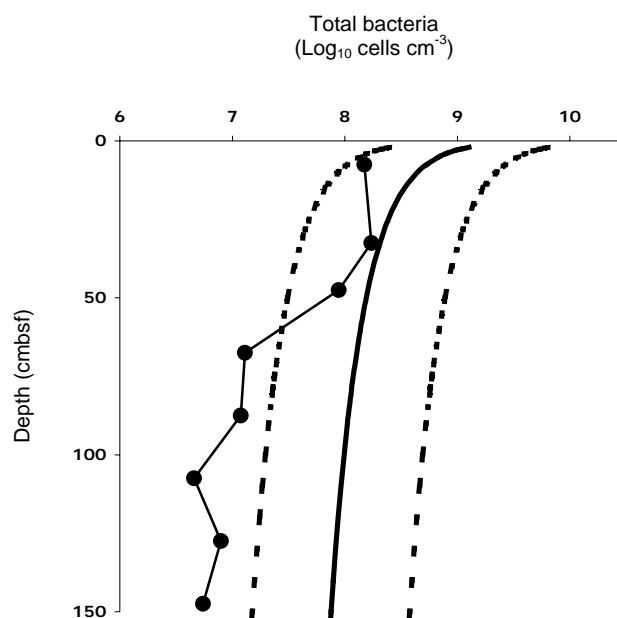 Total bacteria
(Log₁₀ cells cm⁻³)
6 7 8 9 10
0
50
Depth (cmbsf)
100
150